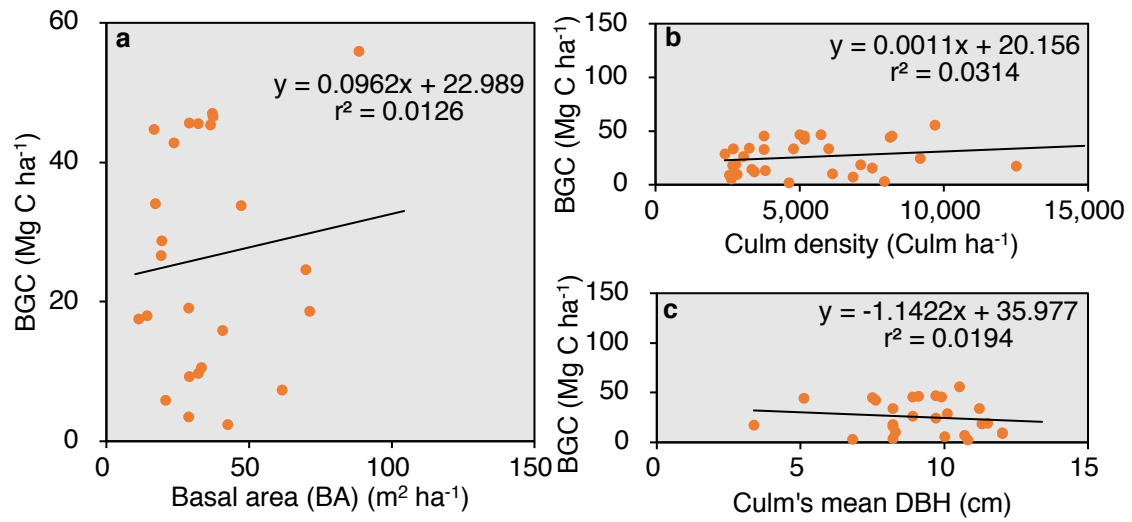 a
60
40
20
0
BGC (Mg C ha⁻¹)
y = 0.0962x + 22.989
r² = 0.0126
0 50 100 150
Basal area (BA) (m² ha⁻¹)
b
150
100
50
0
BGC (Mg C ha⁻¹)
y = 0.0011x + 20.156
r² = 0.0314
0 5,000 10,000 15,000
Culm density (Culm ha⁻¹)
c
150
100
50
0
BGC (Mg C ha⁻¹)
y = -1.1422x + 35.977
r² = 0.0194
0 5 10 15
Culm's mean DBH (cm)